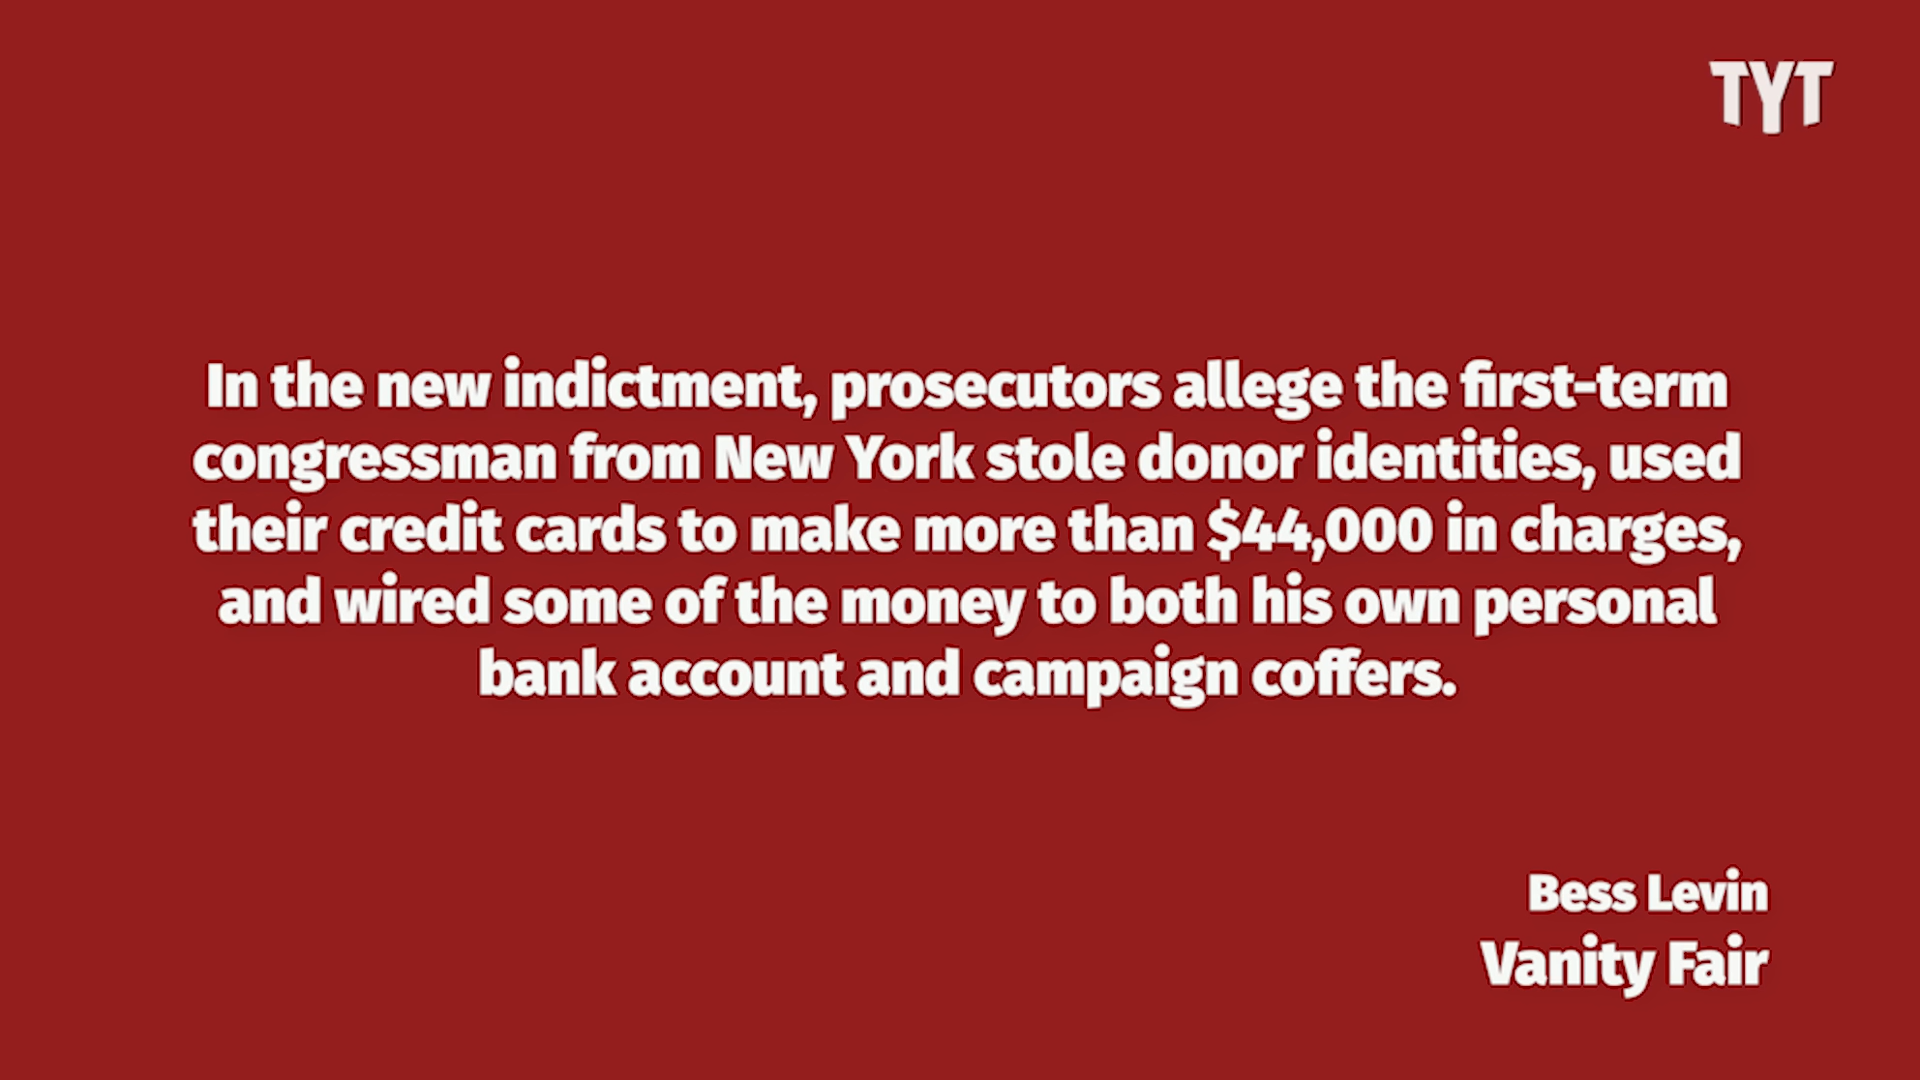 TYT
In the new indictment, prosecutors allege the first-term
congressman from New York stole donor identities, used
their credit cards to make more than $44,000 in charges,
and wired some of the money to both his own personal
bank account and campaign coffers.
Bess Levin
Vanity Fair